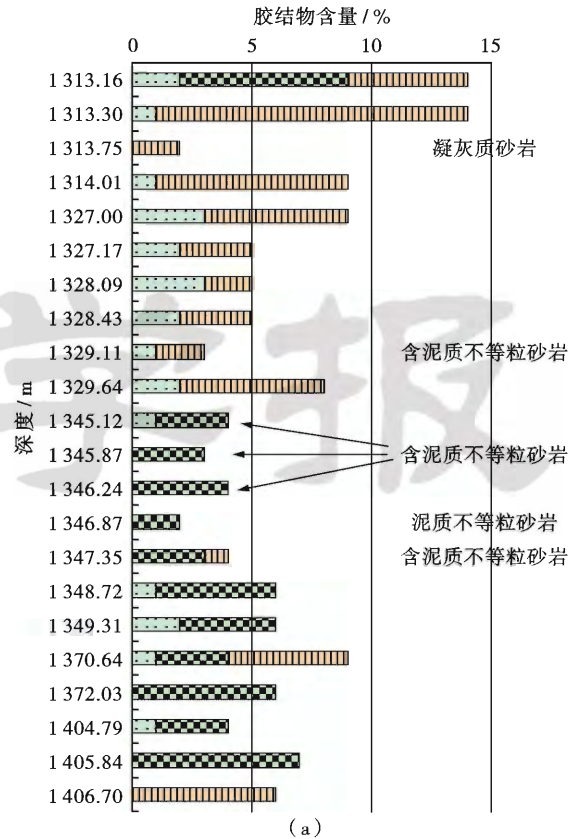 胶结物含量/%
0 5 10 15
1 313.16
1 313.30
1 313.75 凝灰质砂岩
1 314.01
1 327.00
1 327.17
1 328.09
1 328.43
1 329.11 含泥质不等粒砂岩
1 329.64
1 345.12
1 345.87 含泥质不等粒砂岩
1 346.24
1 346.87 泥质不等粒砂岩
1 347.35 含泥质不等粒砂岩
1 348.72
1 349.31
1 370.64
1 372.03
1 404.79
1 405.84
1 406.70
深度/m
学报
(a)